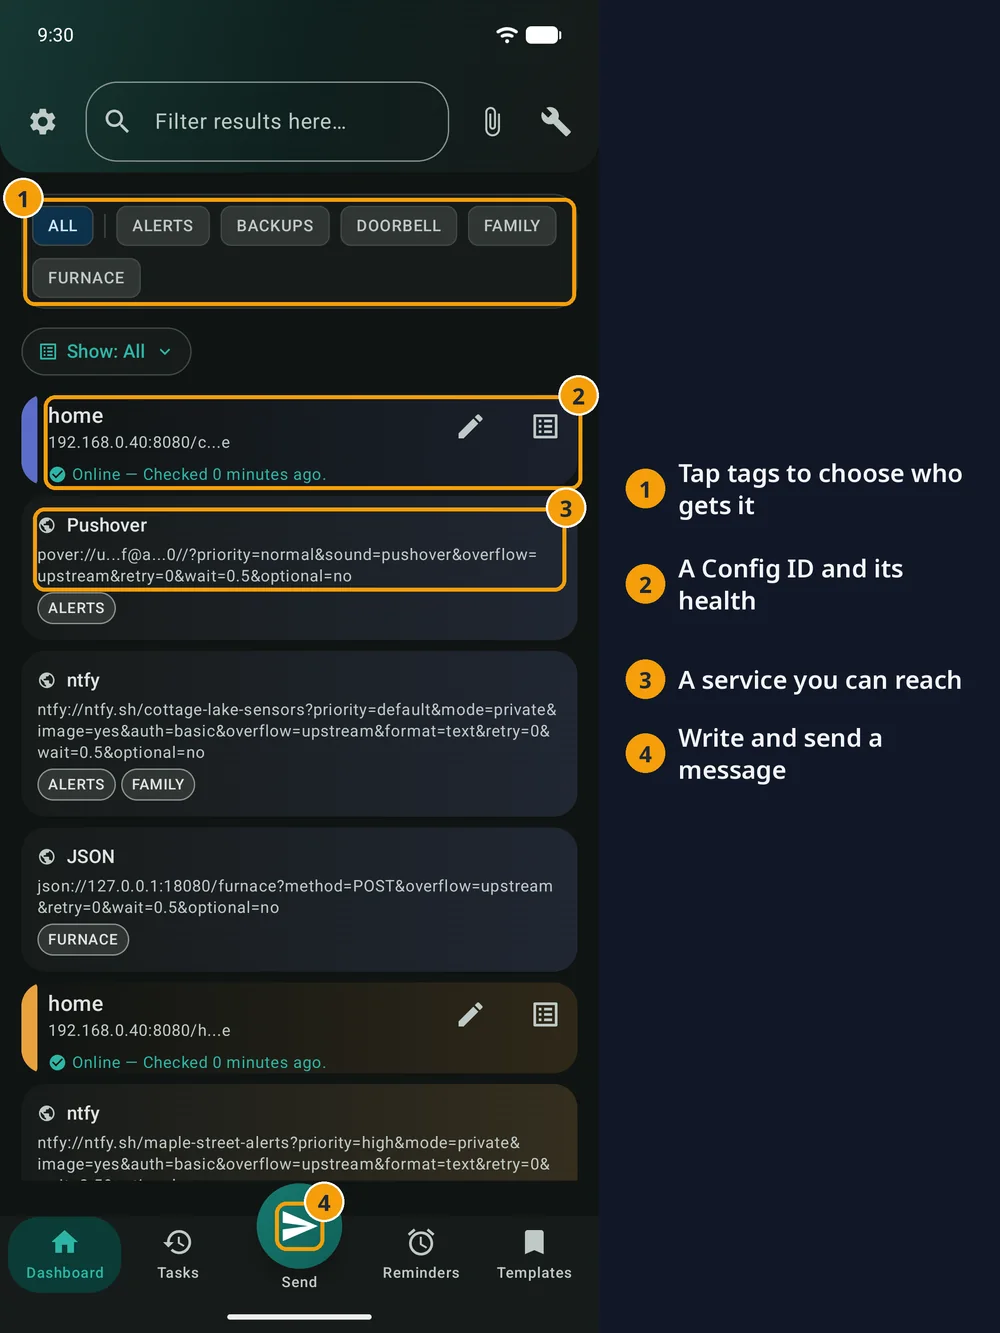 9:30
Filter results here...
1
ALL
ALERTS
BACKUPS
DOORBELL
FAMILY
FURNACE
Show: All
2
home
192.168.0.40:8080/c...e
Online — Checked 0 minutes ago.
3
Pushover
pover://u...f@a...0//?priority=normal&sound=pushover&overflow=
upstream&retry=0&wait=0.5&optional=no
ALERTS
ntfy
ntfy://ntfy.sh/cottage-lake-sensors?priority=default&mode=private&
image=yes&auth=basic&overflow=upstream&format=text&retry=0&
wait=0.5&optional=no
ALERTS
FAMILY
JSON
json://127.0.0.1:18080/furnace?method=POST&overflow=upstream
&retry=0&wait=0.5&optional=no
FURNACE
home
192.168.0.40:8080/h...e
Online — Checked 0 minutes ago.
ntfy
ntfy://ntfy.sh/maple-street-alerts?priority=high&mode=private&
image=yes&auth=basic&overflow=upstream&format=text&retry=0&
4
Dashboard
Tasks
Send
Reminders
Templates
1 Tap tags to choose who
gets it
2 A Config ID and its
health
3 A service you can reach
4 Write and send a
message